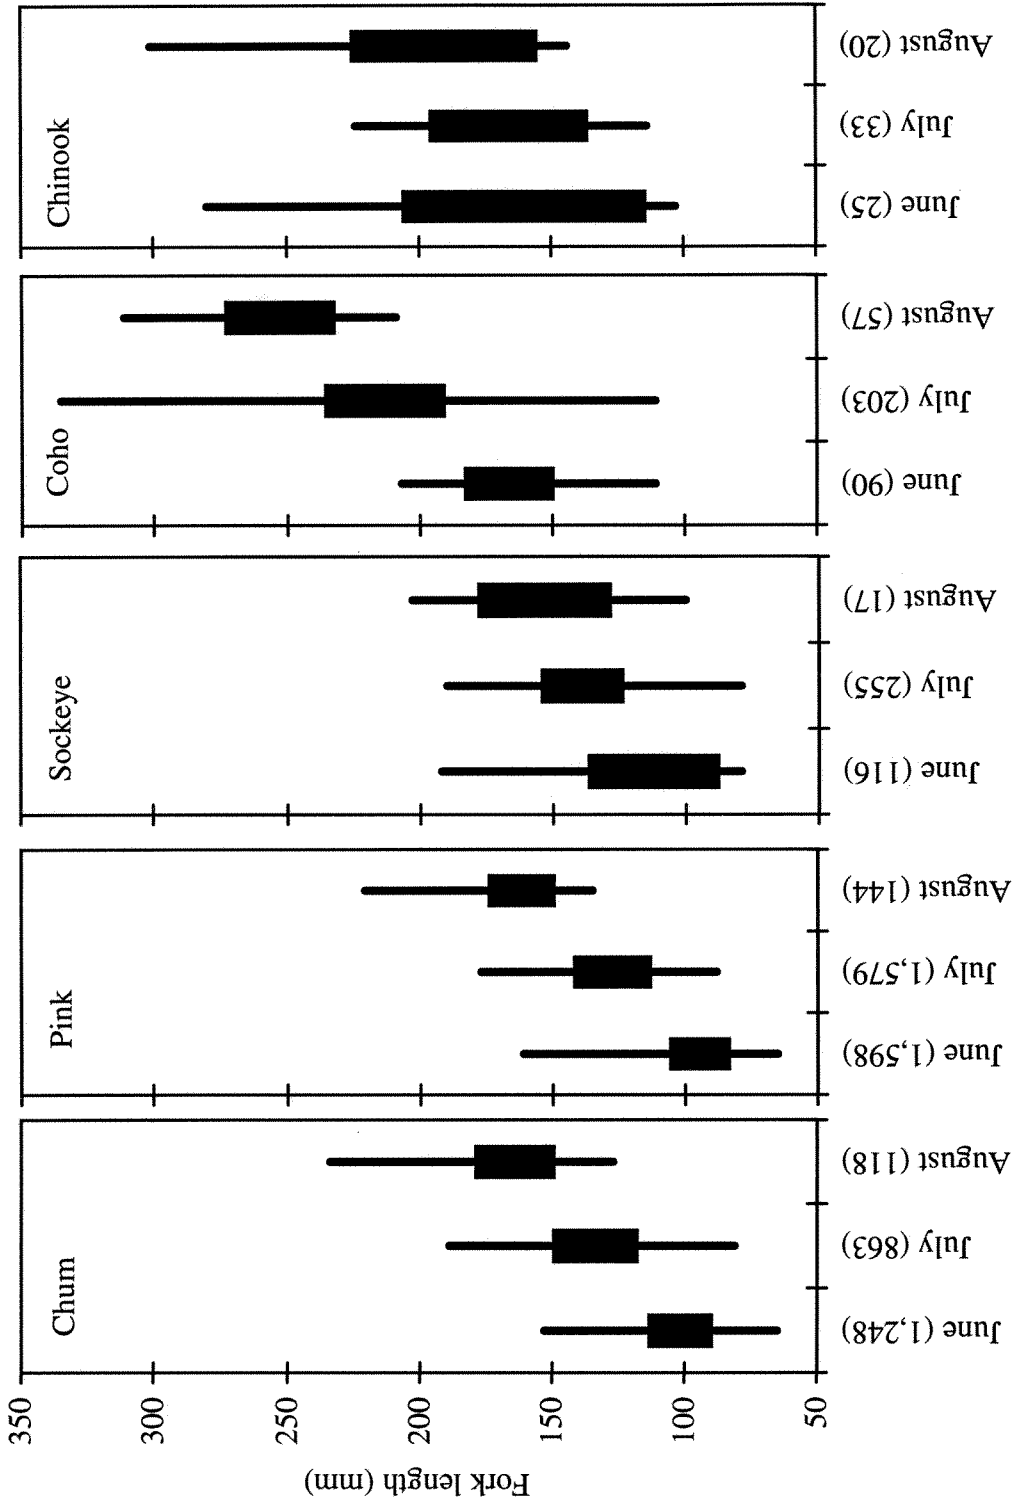 Chinook
August (20)
July (33)
June (25)
Coho
August (57)
July (203)
June (90)
Sockeye
August (17)
July (255)
June (116)
Pink
August (144)
July (1,579)
June (1,598)
Chum
August (118)
July (863)
June (1,248)
350
300
250
200
150
100
50
Fork length (mm)